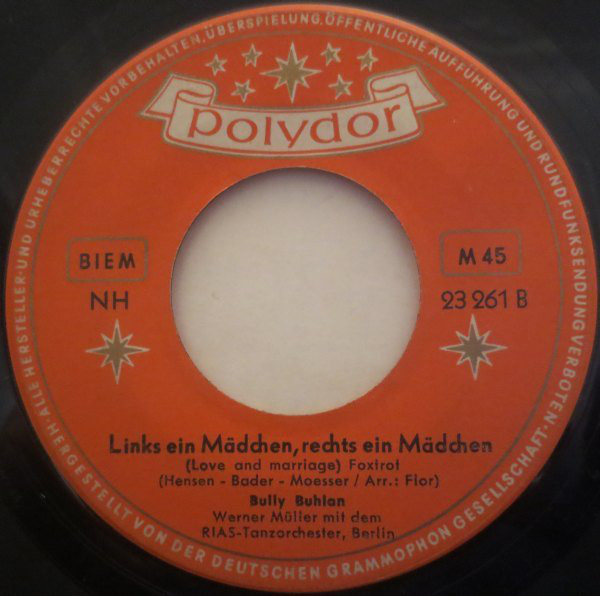 ALLE HERSTELLER- UND URHEBERRECHTE VORBEHALTEN, ÜBERSPIELUNG, ÖFFENTLICHE AUFFÜHRUNG UND RUNDFUNKSENDUNG VERBOTEN
polydor
BIEM
M 45
NH
23 261 B
Links ein Mädchen, rechts ein Mädchen
(Love and marriage) Foxtrot
(Hensen - Bader - Moesser / Arr.: Fior)
Bully Buhlan
Werner Müller mit dem
RIAS-Tanzorchester, Berlin
HERGESTELLT VON DER DEUTSCHEN GRAMMOPHON GESELLSCHAFT